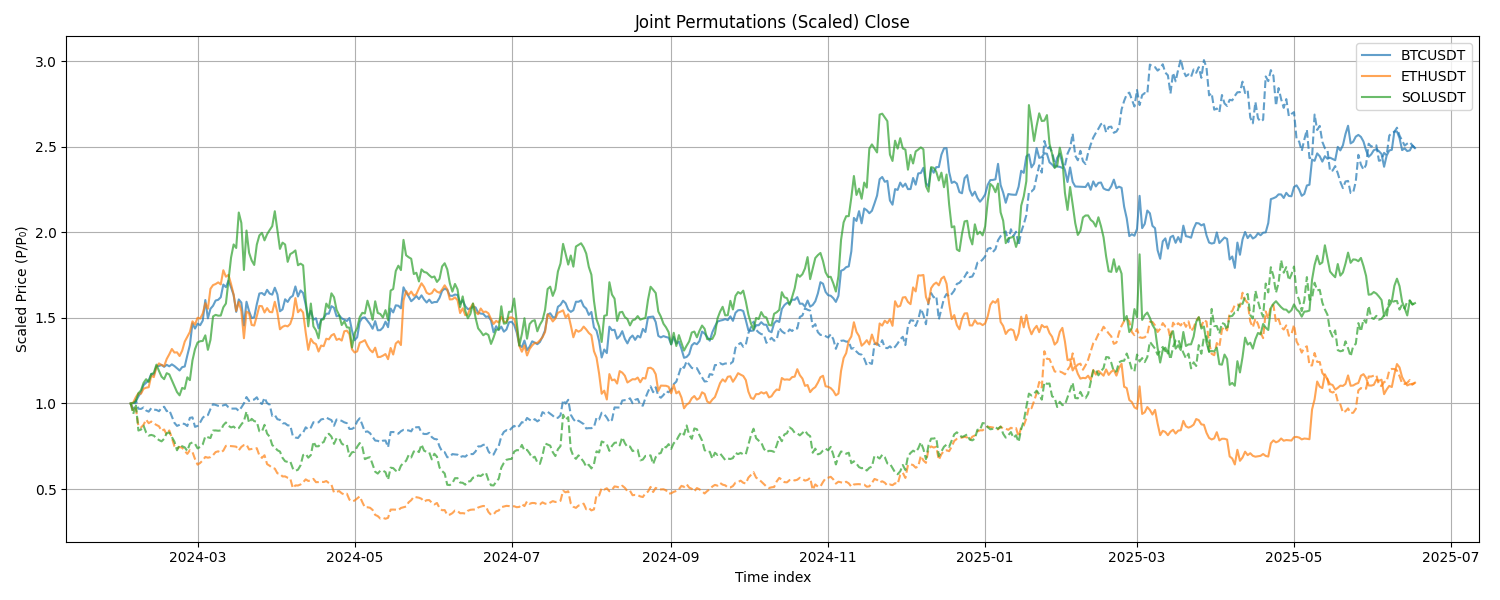 Joint Permutations (Scaled) Close
Scaled Price (P/P₀)
3.0
2.5
2.0
1.5
1.0
0.5
BTCUSDT
ETHUSDT
SOLUSDT
2024-03 2024-05 2024-07 2024-09 2024-11 2025-01 2025-03 2025-05 2025-07
Time index